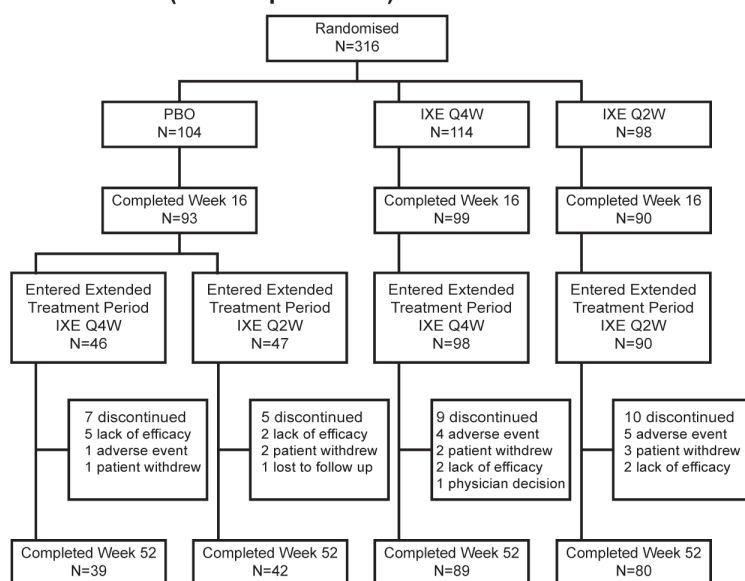 Randomised
N=316
PBO
N=104
IXE Q4W
N=114
IXE Q2W
N=98
Completed Week 16
N=93
Completed Week 16
N=99
Completed Week 16
N=90
Entered Extended
Treatment Period
IXE Q4W
N=46
Entered Extended
Treatment Period
IXE Q2W
N=47
Entered Extended
Treatment Period
IXE Q4W
N=98
Entered Extended
Treatment Period
IXE Q2W
N=90
7 discontinued
5 lack of efficacy
1 adverse event
1 patient withdrew
5 discontinued
2 lack of efficacy
2 patient withdrew
1 lost to follow up
9 discontinued
4 adverse event
2 patient withdrew
2 lack of efficacy
1 physician decision
10 discontinued
5 adverse event
3 patient withdrew
2 lack of efficacy
Completed Week 52
N=39
Completed Week 52
N=42
Completed Week 52
N=89
Completed Week 52
N=80